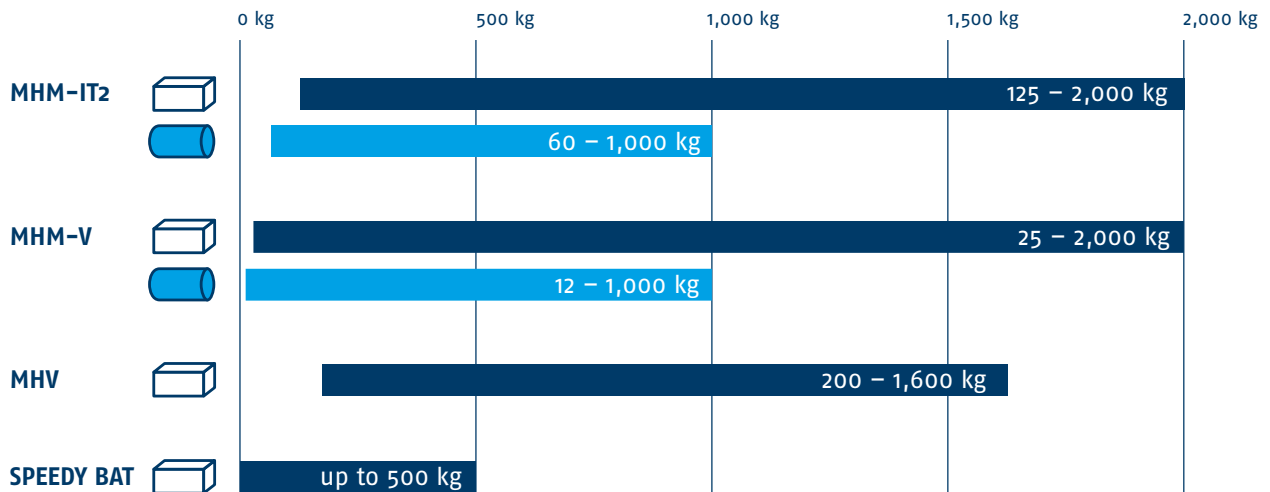 0 kg 500 kg 1,000 kg 1,500 kg 2,000 kg
MHM-IT2 125 – 2,000 kg
60 – 1,000 kg
MHM-V 25 – 2,000 kg
12 – 1,000 kg
MHV 200 – 1,600 kg
SPEEDY BAT up to 500 kg